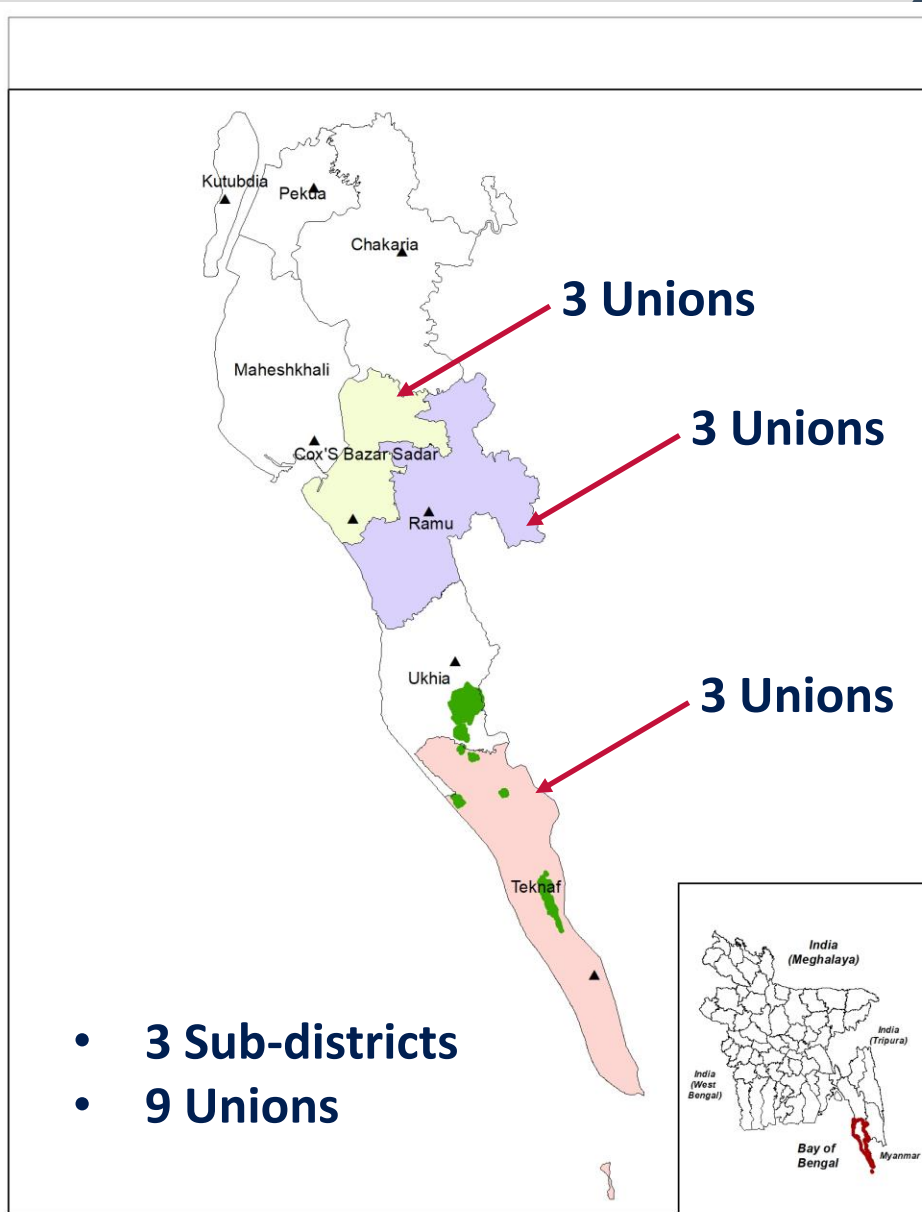 Kutubdia
Pekua
Chakaria
3 Unions
Maheshkhali
3 Unions
Cox'S Bazar Sadar
Ramu
Ukhia
3 Unions
Teknaf
• 3 Sub-districts
• 9 Unions
India
(Meghalaya)
India
(Tripura)
India
(West
Bengal)
Bay of
Bengal
Myanmar